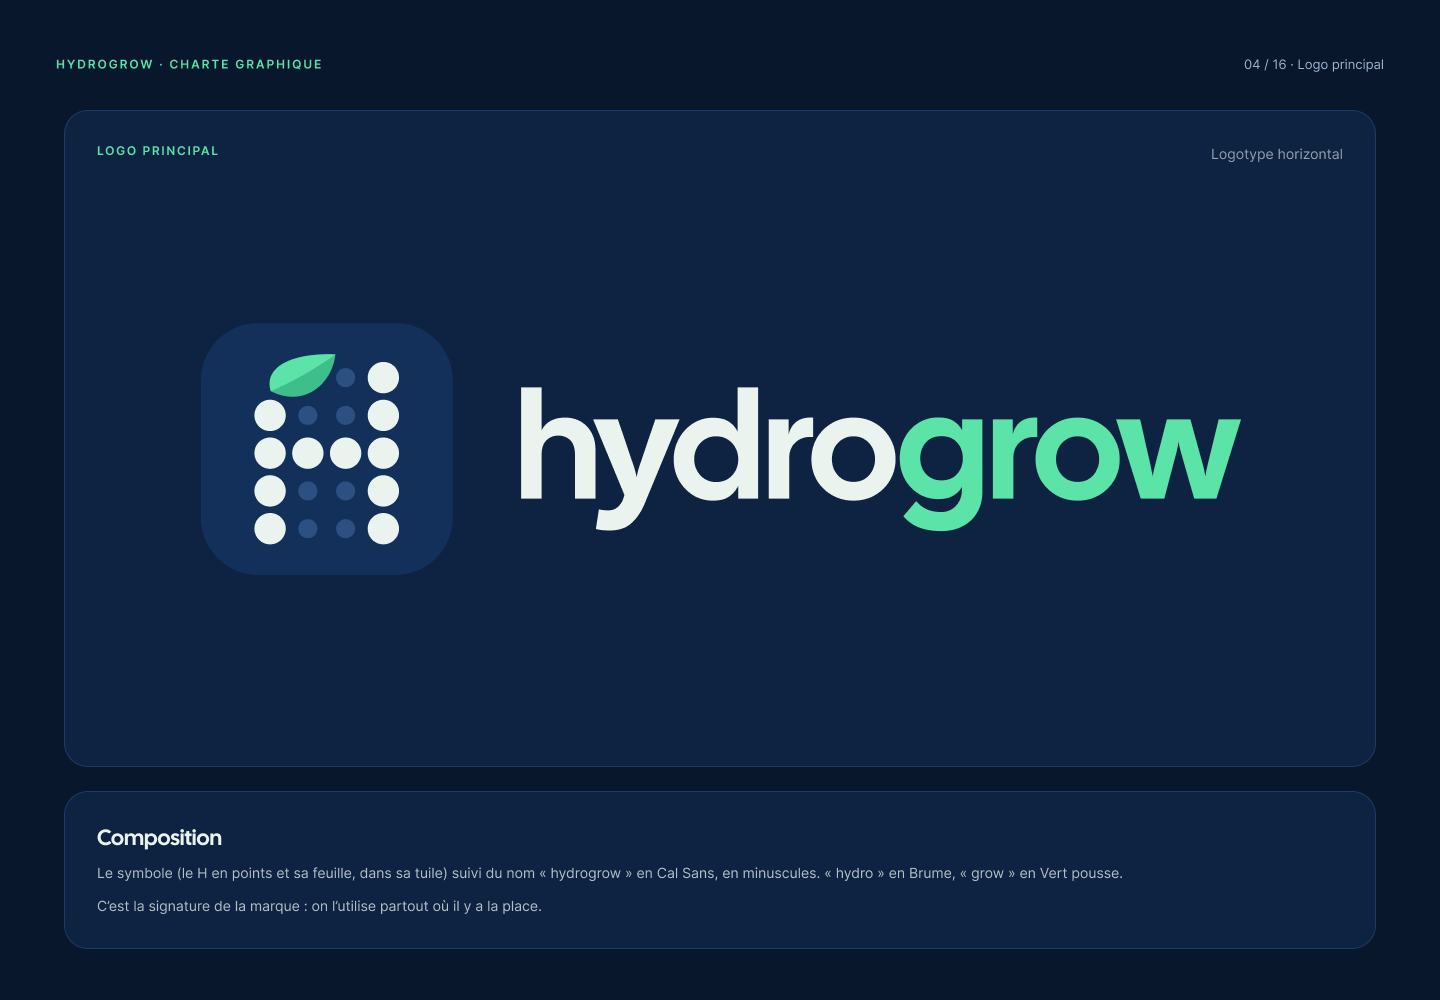 HYDROGROW · CHARTE GRAPHIQUE
04 / 16 · Logo principal
LOGO PRINCIPAL
Logotype horizontal
hydrogrow
Composition
Le symbole (le H en points et sa feuille, dans sa tuile) suivi du nom « hydrogrow » en Cal Sans, en minuscules. « hydro » en Brume, « grow » en Vert pousse.
C’est la signature de la marque : on l’utilise partout où il y a la place.